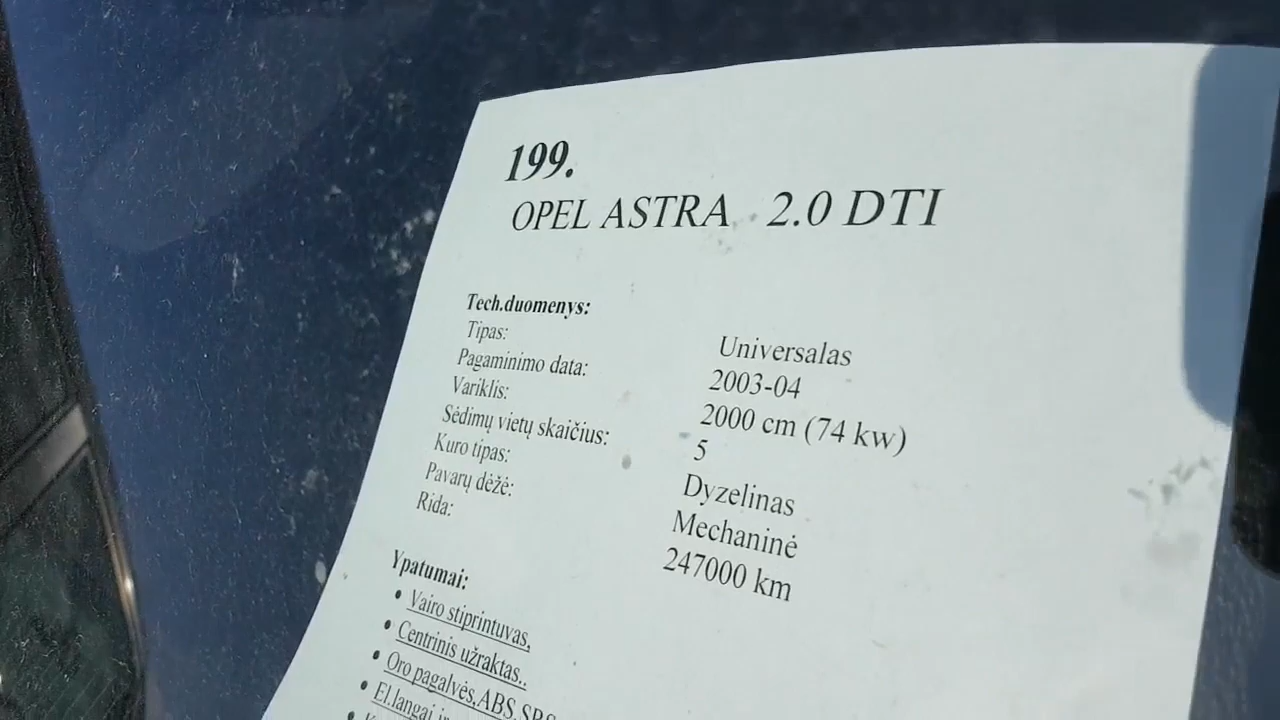 199.
OPEL ASTRA 2.0 DTI
Tech.duomenys:
Tipas: Universalas
Pagaminimo data: 2003-04
Variklis: 2000 cm (74 kw)
Sėdimų vietų skaičius: 5
Kuro tipas: Dyzelinas
Pavarų dėžė: Mechaninė
Rida: 247000 km
Ypatumai:
• Vairo stiprintuvas,
• Centrinis užraktas..
• Oro pagalvės,ABS,
• El.langai